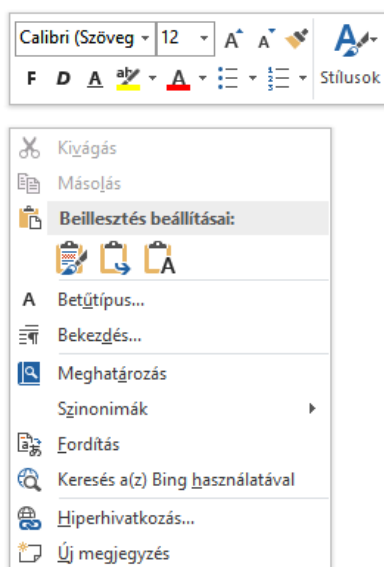 Calibri (Szöveg 12 A A
F D A aby A Stílusok
Kivágás
Másolás
Beillesztés beállításai:
A
A Betűtípus...
Bekezdés...
Meghatározás
Szinonimák
Fordítás
Keresés a(z) Bing használatával
Hiperhivatkozás...
Új megjegyzés